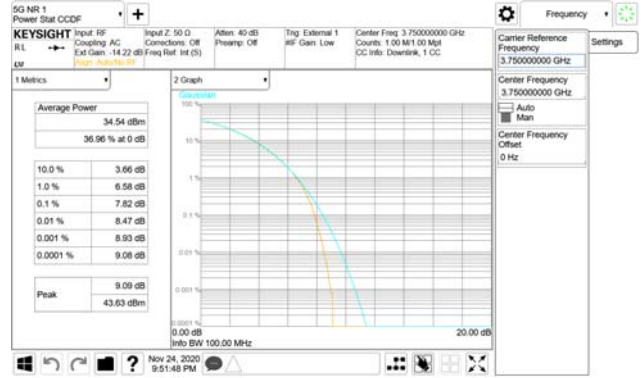 5G NR 1
Power Stat CCDF
+
Frequency
KEYSIGHT
RL
Input: RF
Coupling: AC
Ext Gain: -14.22 dB
Align: Auto/No RF
Input Z: 50 Ω
Corrections: Off
Freq Ref: Int (S)
Atten: 40 dB
Preamp: Off
Trig: External 1
#IF Gain: Low
Center Freq: 3.750000000 GHz
Counts: 1.00 M/1.00 Mpt
CC Info: Downlink, 1 CC
Carrier Reference
Frequency
3.750000000 GHz
Settings
Center Frequency
3.750000000 GHz
Auto
Man
Center Frequency
Offset
0 Hz
1 Metrics
Average Power
34.54 dBm
36.96 % at 0 dB
10.0 % 3.66 dB
1.0 % 6.58 dB
0.1 % 7.82 dB
0.01 % 8.47 dB
0.001 % 8.93 dB
0.0001 % 9.08 dB
Peak
9.09 dB
43.63 dBm
2 Graph
Gaussian
100 %
10 %
1 %
0.1 %
0.01 %
0.001 %
0.0001 %
0.00 dB
20.00 dB
Info BW 100.00 MHz
?
Nov 24, 2020
9:51:48 PM